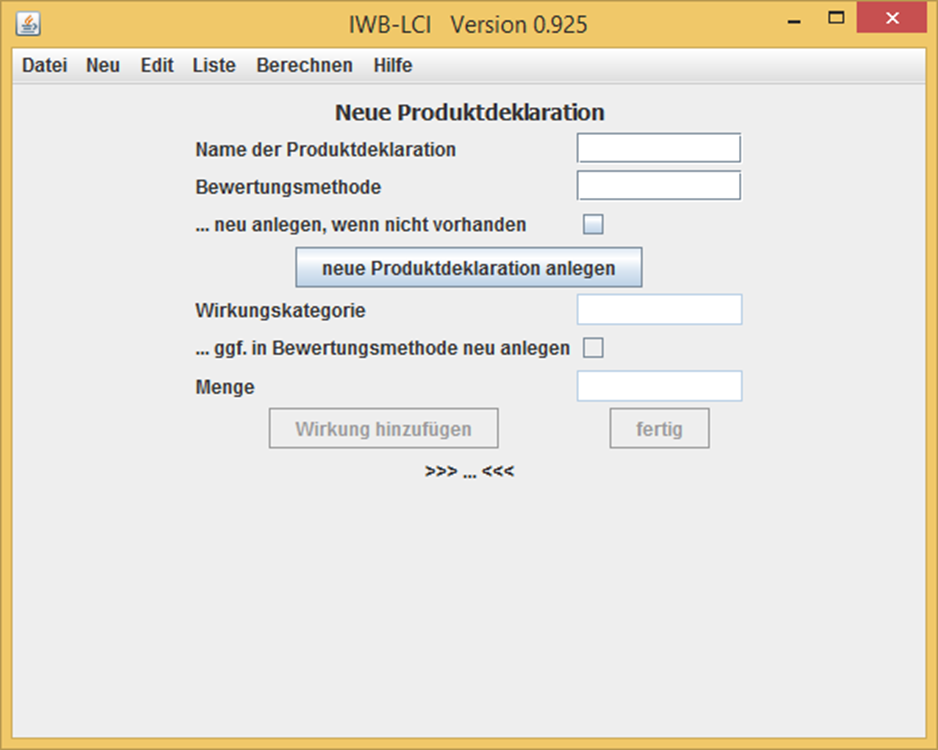 IWB-LCI Version 0.925
Datei Neu Edit Liste Berechnen Hilfe
Neue Produktdeklaration
Name der Produktdeklaration
Bewertungsmethode
... neu anlegen, wenn nicht vorhanden
neue Produktdeklaration anlegen
Wirkungskategorie
... ggf. in Bewertungsmethode neu anlegen
Menge
Wirkung hinzufügen fertig
>>> ... <<<